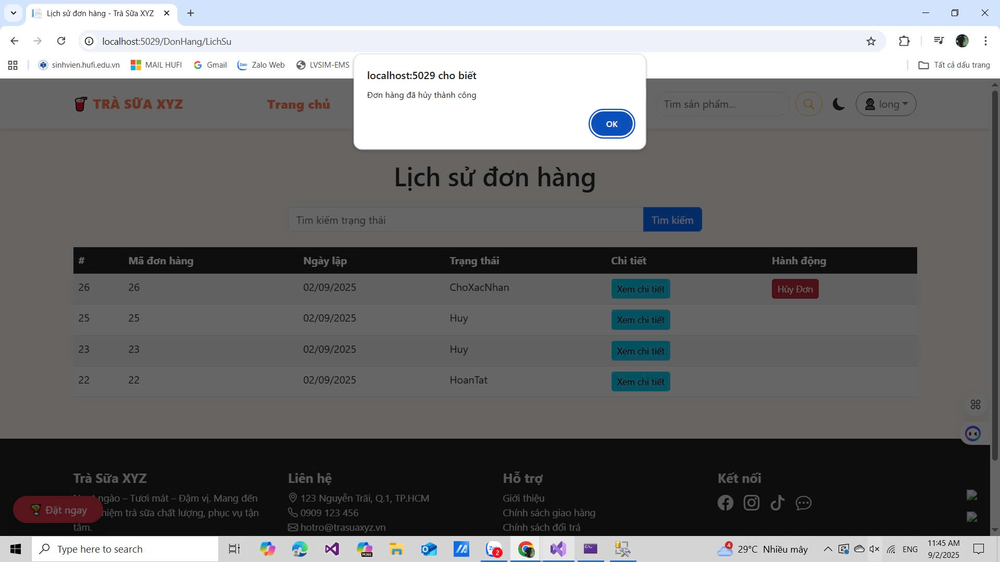 Lịch sử đơn hàng - Trà Sữa XYZ
localhost:5029/DonHang/LichSu
sinhvien.hufi.edu.vn
MAIL HUFI
Gmail
Zalo Web
LVSIM-EMS
Tất cả dấu trang
localhost:5029 cho biết
Đơn hàng đã hủy thành công
OK
TRÀ SỮA XYZ
Trang chủ
Tìm sản phẩm...
long
Lịch sử đơn hàng
Tìm kiếm trạng thái
Tìm kiếm
# Mã đơn hàng Ngày lập Trạng thái Chi tiết Hành động
26 26 02/09/2025 ChoXacNhan Xem chi tiết Hủy Đơn
25 25 02/09/2025 Huy Xem chi tiết
23 23 02/09/2025 Huy Xem chi tiết
22 22 02/09/2025 HoanTat Xem chi tiết
Trà Sữa XYZ
ngào – Tươi mát – Đậm vị. Mang đến
trà sữa chất lượng, phục vụ tận
tâm.
Đặt ngay
Liên hệ
123 Nguyễn Trãi, Q.1, TP.HCM
0909 123 456
hotro@trasuaxyz.vn
Hỗ trợ
Giới thiệu
Chính sách giao hàng
Chính sách đổi trả
Kết nối
Type here to search
M365
Zalo
2
4
29°C Nhiều mây
ENG
11:45 AM
9/2/2025